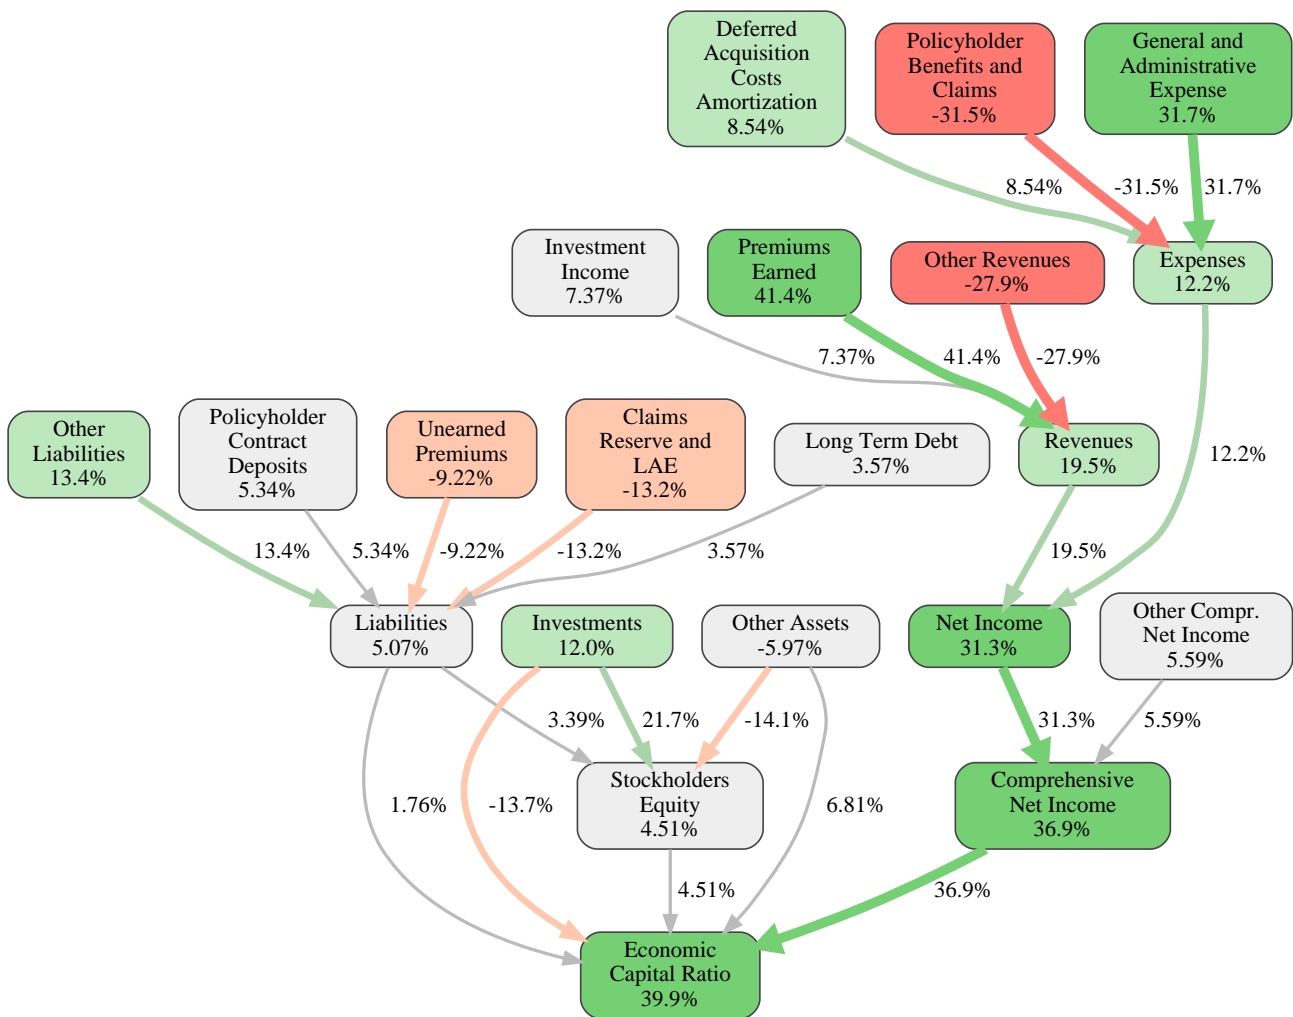 Deferred
Acquisition
Costs
Amortization
8.54%
Policyholder
Benefits and
Claims
-31.5%
General and
Administrative
Expense
31.7%
8.54%
-31.5%
31.7%
Investment
Income
7.37%
Premiums
Earned
41.4%
Other Revenues
-27.9%
Expenses
12.2%
7.37%
41.4%
-27.9%
Other
Liabilities
13.4%
Policyholder
Contract
Deposits
5.34%
Unearned
Premiums
-9.22%
Claims
Reserve and
LAE
-13.2%
Long Term Debt
3.57%
Revenues
19.5%
12.2%
13.4%
5.34%
-9.22%
-13.2%
3.57%
19.5%
Liabilities
5.07%
Investments
12.0%
Other Assets
-5.97%
Net Income
31.3%
Other Compr.
Net Income
5.59%
3.39%
21.7%
-14.1%
31.3%
5.59%
1.76%
-13.7%
Stockholders
Equity
4.51%
6.81%
Comprehensive
Net Income
36.9%
4.51%
36.9%
Economic
Capital Ratio
39.9%